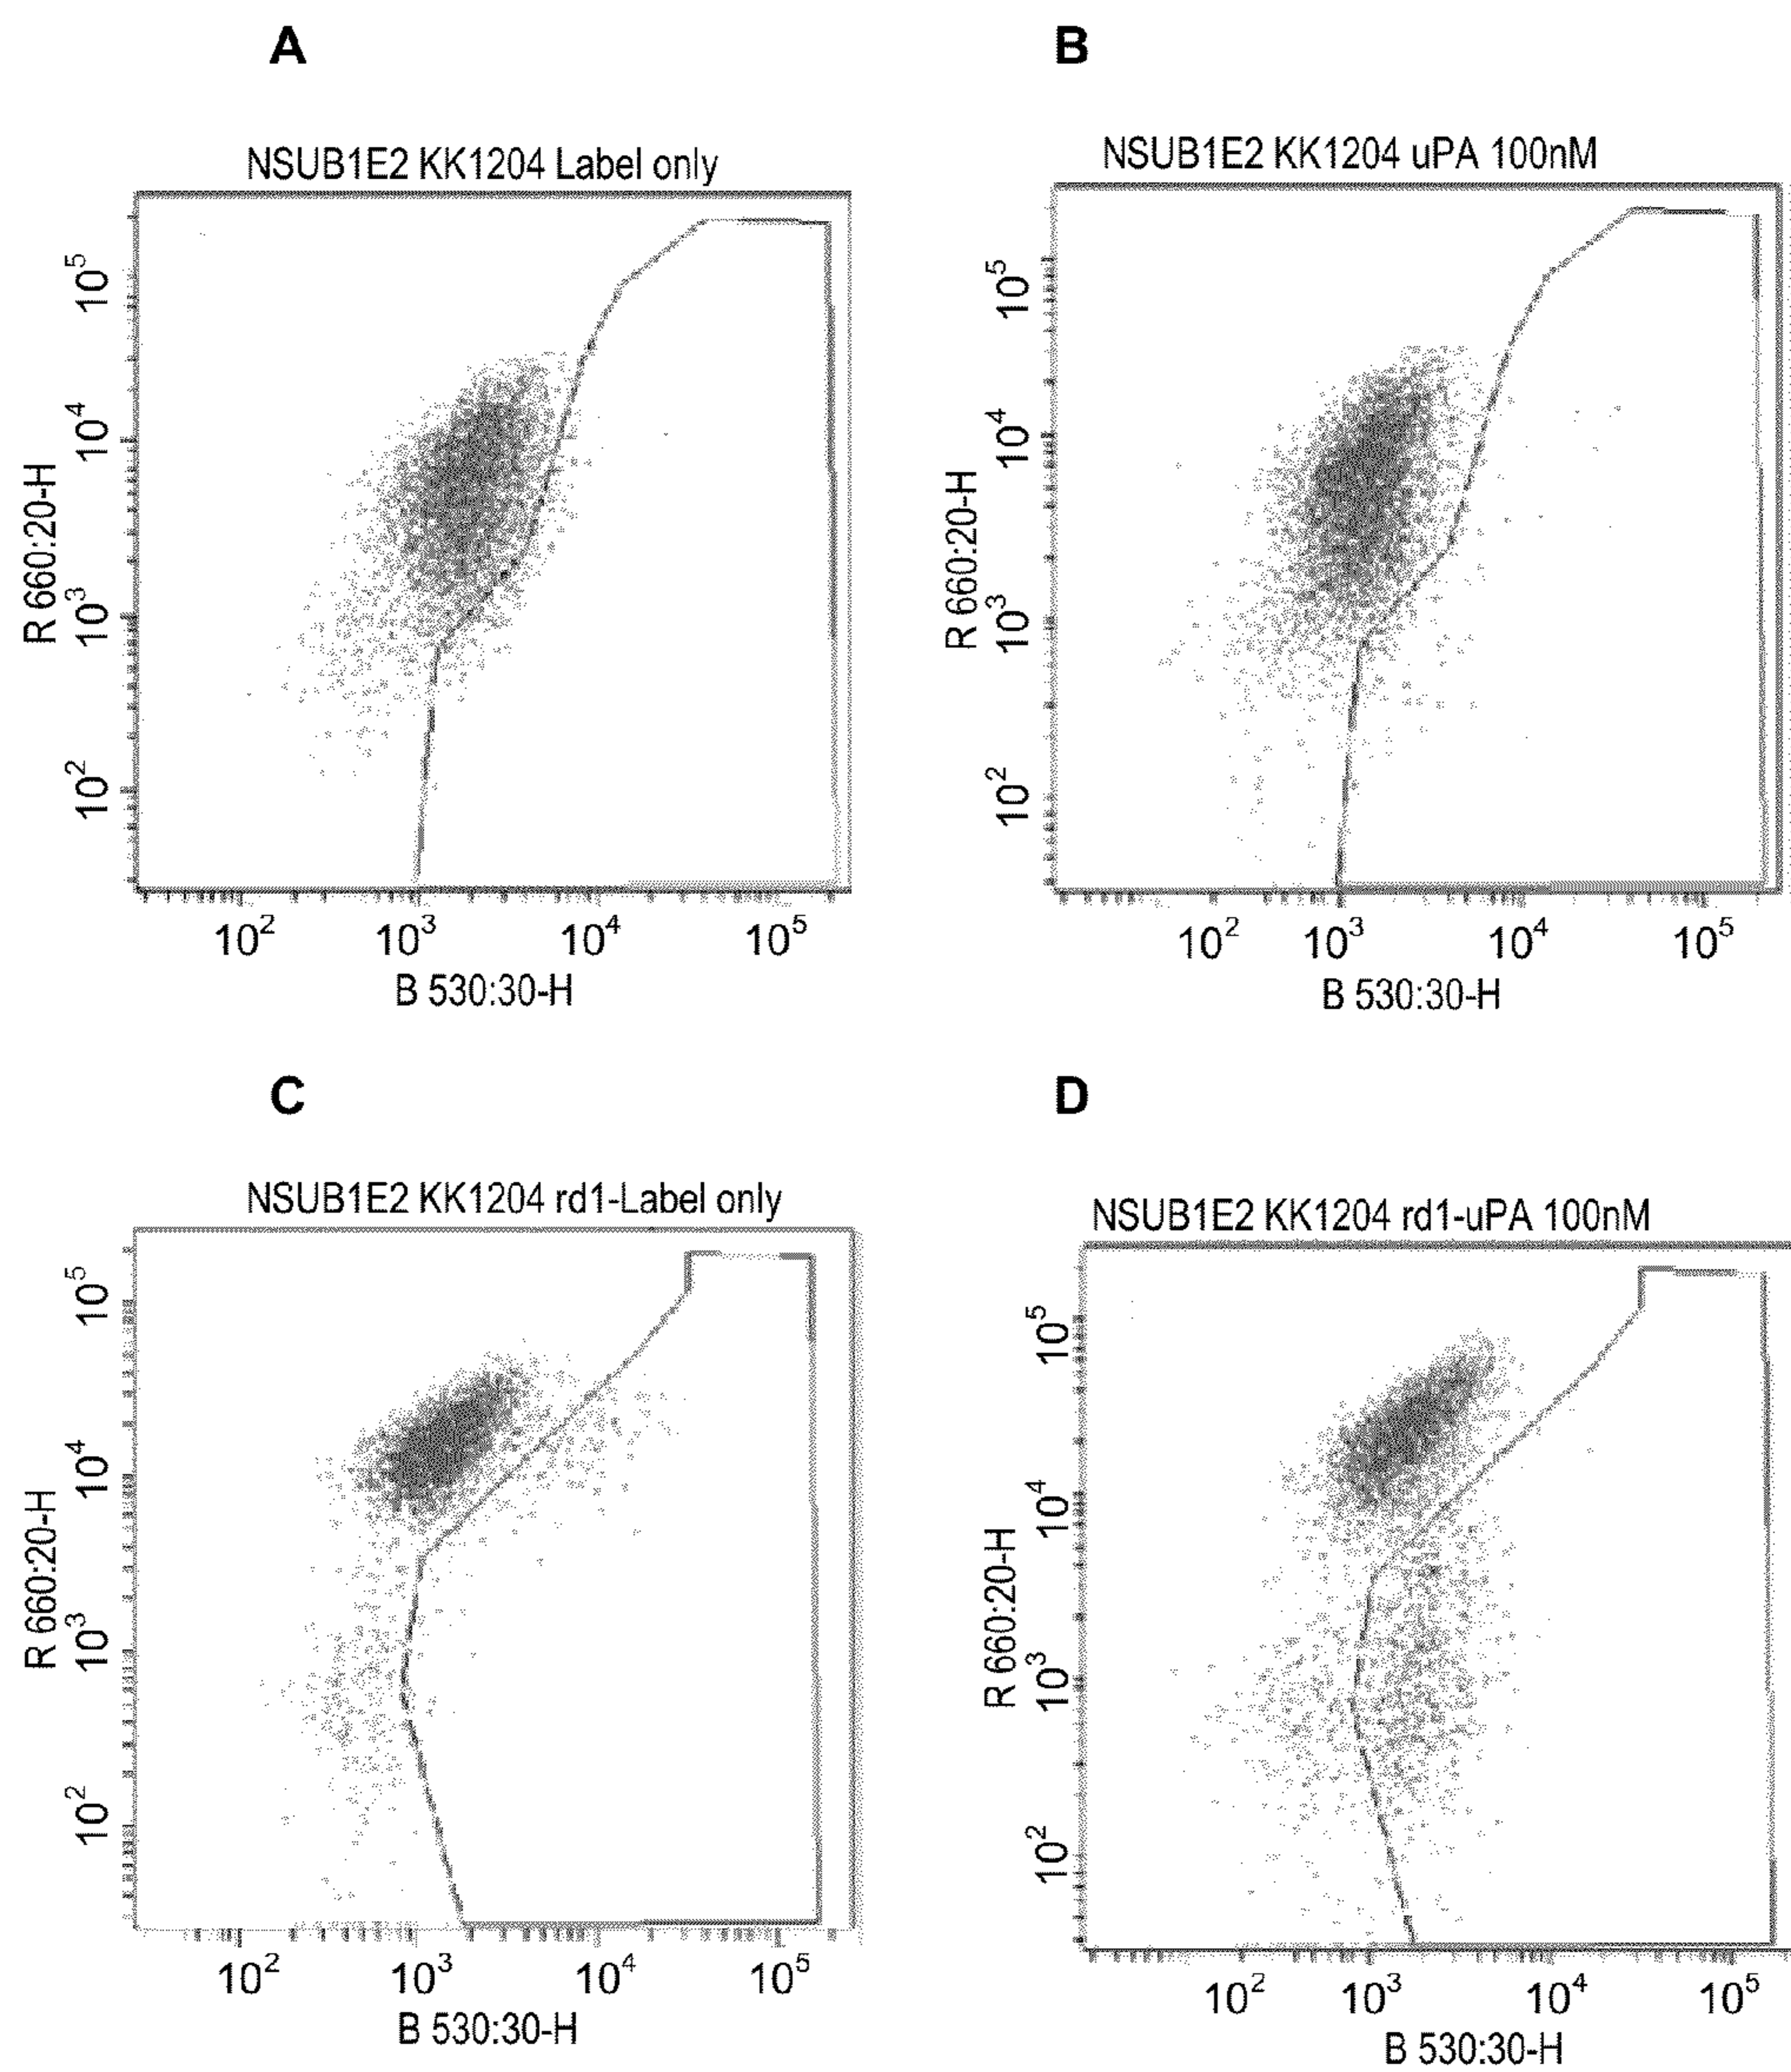 A
B
NSUB1E2 KK1204 Label only
NSUB1E2 KK1204 uPA 100nM
R 660:20-H
10⁵
10⁴
10³
10²
10² 10³ 10⁴ 10⁵
B 530:30-H
R 660:20-H
10⁵
10⁴
10³
10²
10² 10³ 10⁴ 10⁵
B 530:30-H
C
D
NSUB1E2 KK1204 rd1-Label only
NSUB1E2 KK1204 rd1-uPA 100nM
R 660:20-H
10⁵
10⁴
10³
10²
10² 10³ 10⁴ 10⁵
B 530:30-H
R 660:20-H
10⁵
10⁴
10³
10²
10² 10³ 10⁴ 10⁵
B 530:30-H